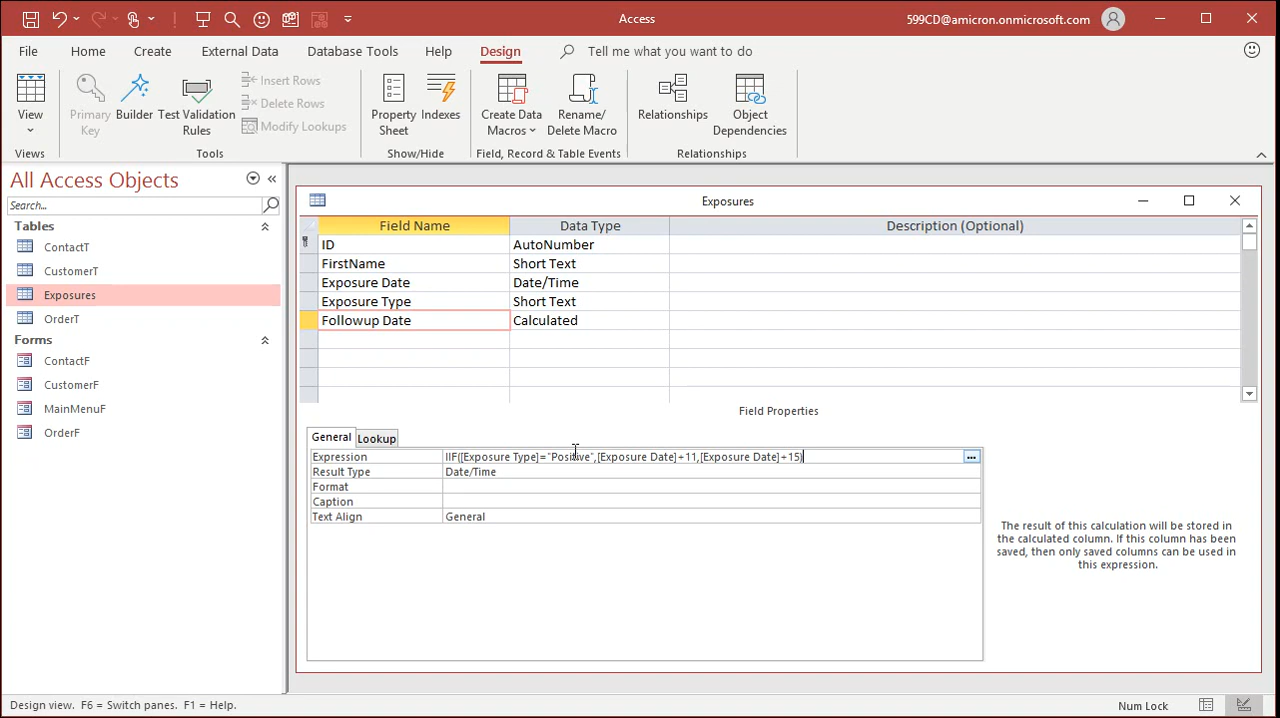 Access
599CD@amicron.onmicrosoft.com
File Home Create External Data Database Tools Help Design Tell me what you want to do
View
Primary Key
Builder
Test Validation Rules
Insert Rows
Delete Rows
Modify Lookups
Property Sheet
Indexes
Create Data Macros
Rename/ Delete Macro
Relationships
Object Dependencies
Views Tools Show/Hide Field, Record & Table Events Relationships
All Access Objects
Search...
Tables
ContactT
CustomerT
Exposures
OrderT
Forms
ContactF
CustomerF
MainMenuF
OrderF
Exposures
Field Name Data Type Description (Optional)
ID AutoNumber
FirstName Short Text
Exposure Date Date/Time
Exposure Type Short Text
Followup Date Calculated
Field Properties
General Lookup
Expression IIF([Exposure Type]="Positive",[Exposure Date]+11,[Exposure Date]+15)
Result Type Date/Time
Format
Caption
Text Align General
The result of this calculation will be stored in
the calculated column. If this column has been
saved, then only saved columns can be used in
this expression.
Design view. F6 = Switch panes. F1 = Help.
Num Lock